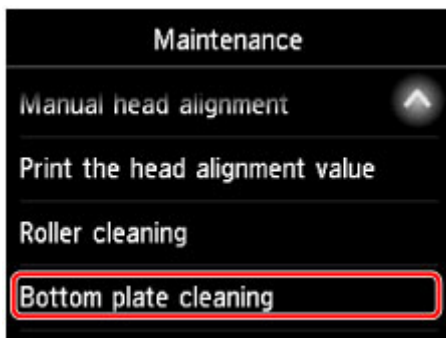 Maintenance
Manual head alignment
Print the head alignment value
Roller cleaning
Bottom plate cleaning